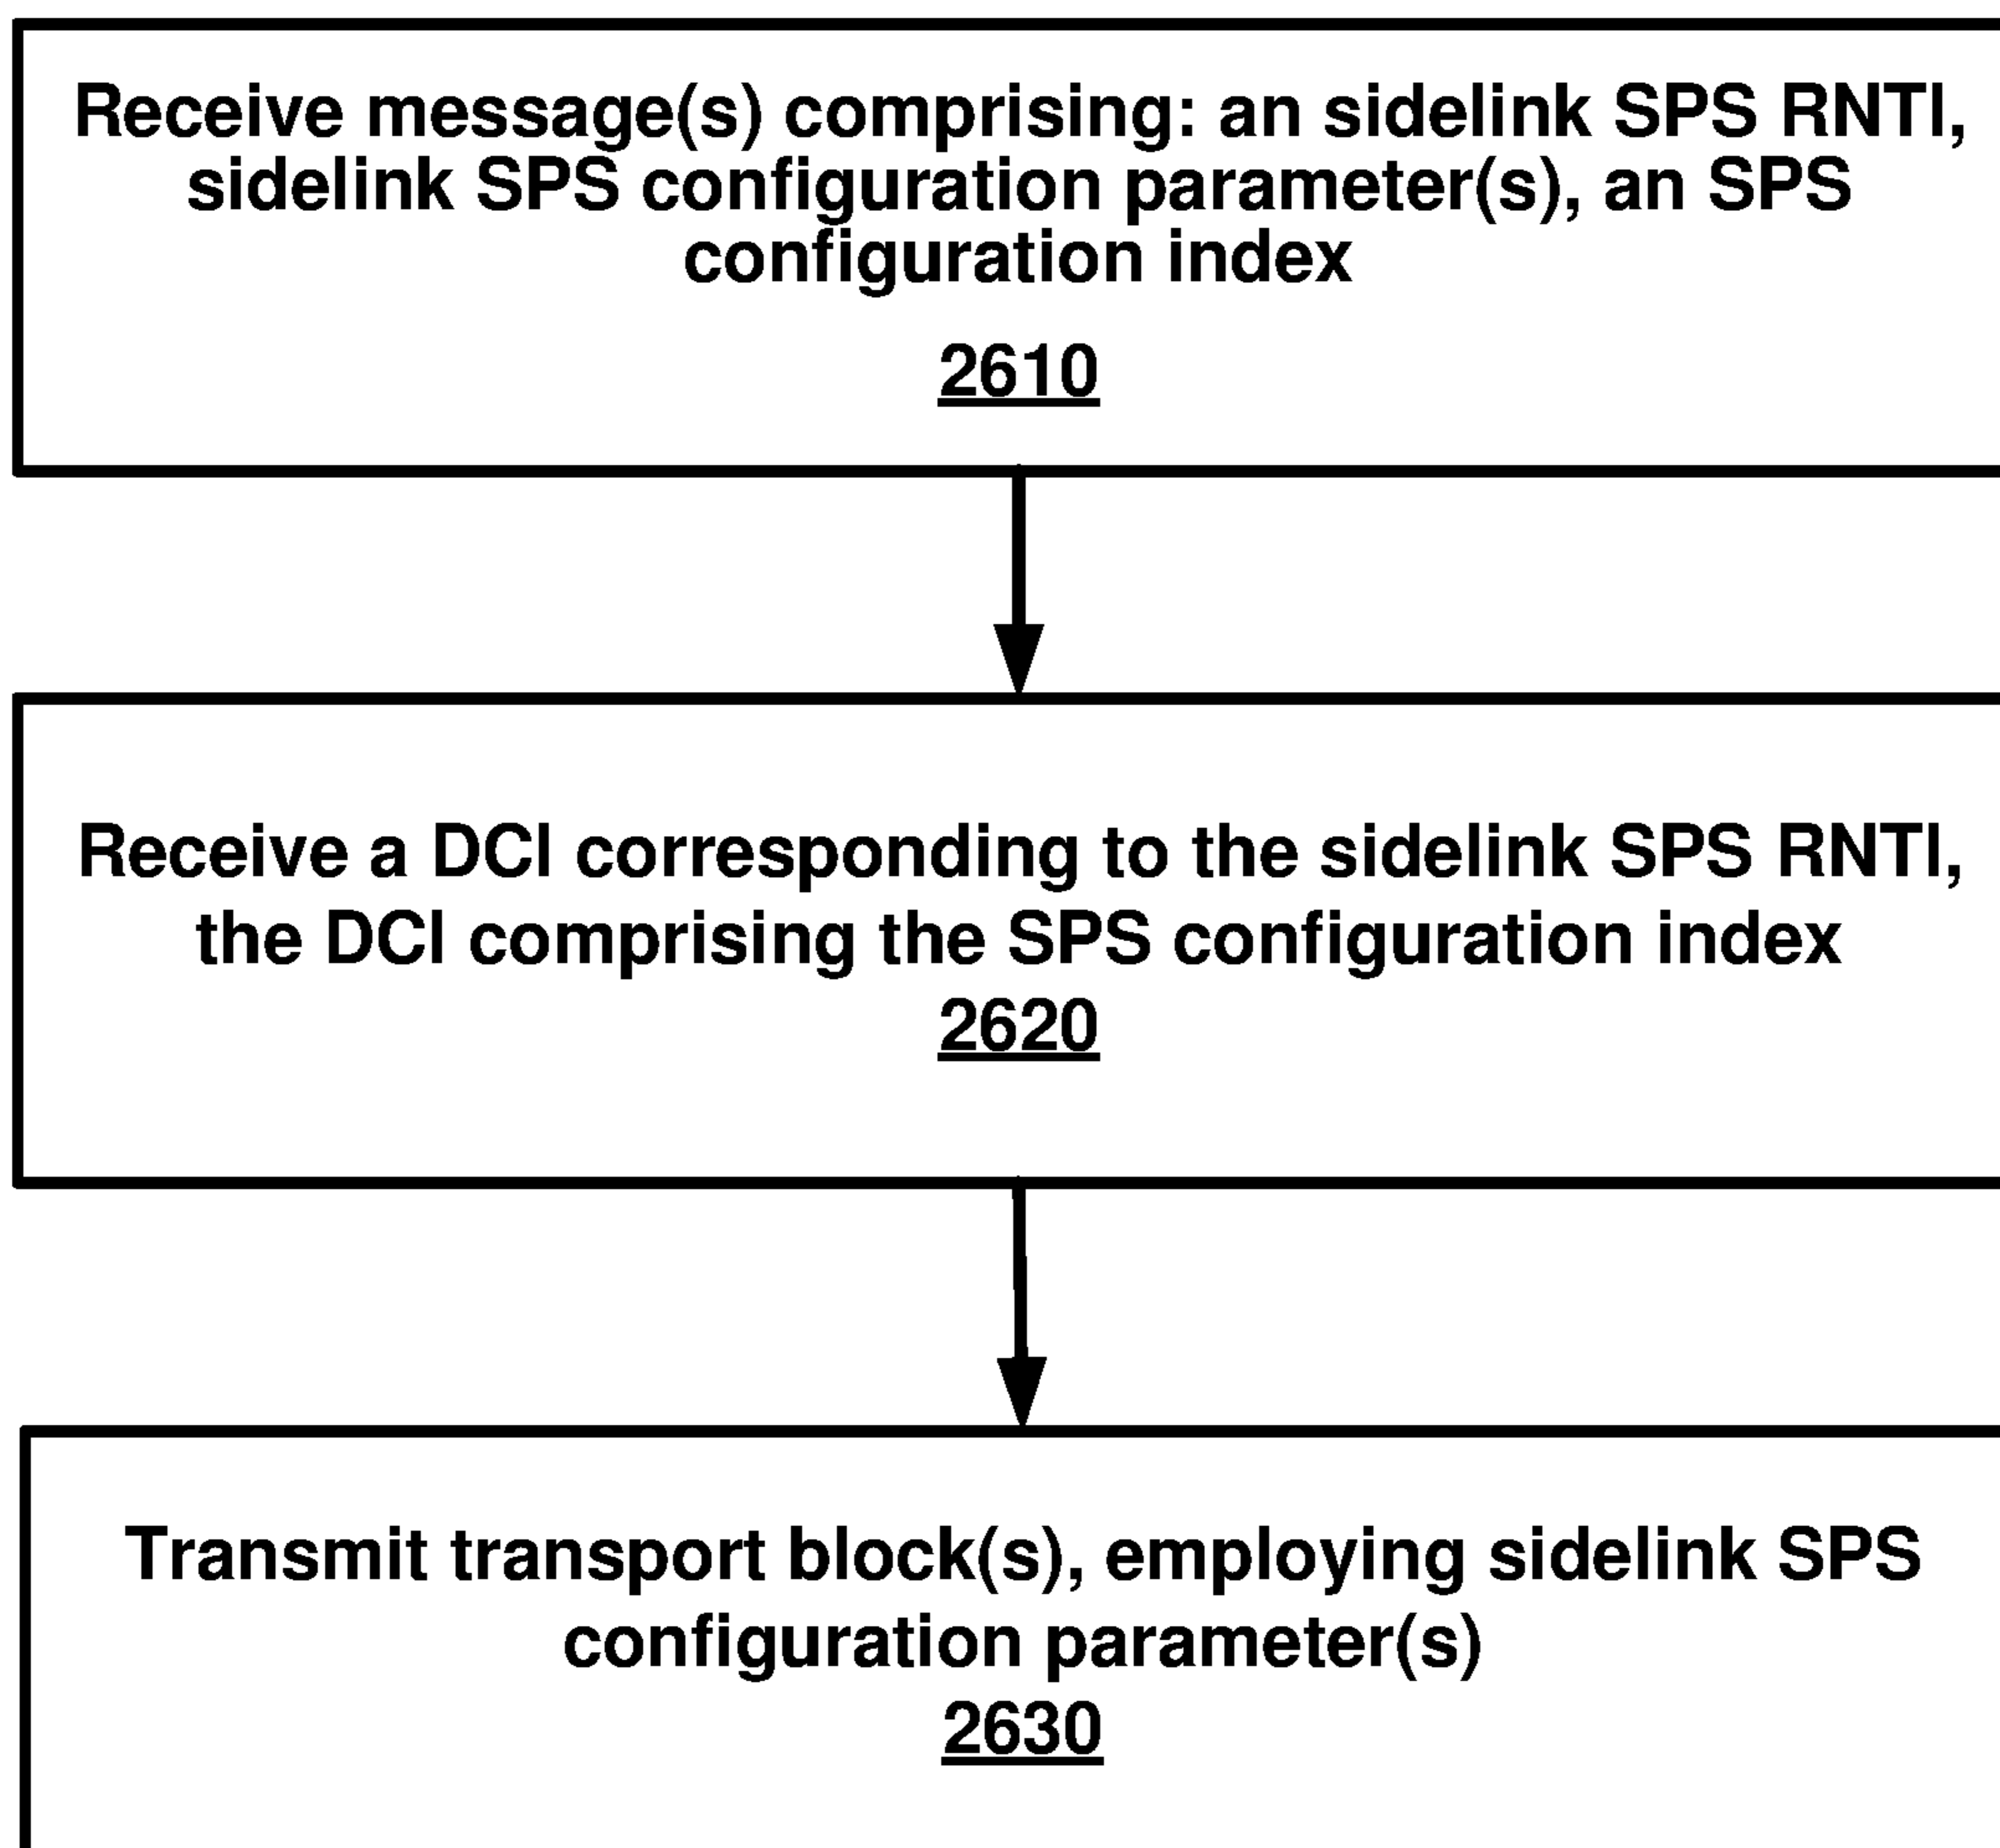 Receive message(s) comprising: an sidelink SPS RNTI,
sidelink SPS configuration parameter(s), an SPS
configuration index
2610
Receive a DCI corresponding to the sidelink SPS RNTI,
the DCI comprising the SPS configuration index
2620
Transmit transport block(s), employing sidelink SPS
configuration parameter(s)
2630